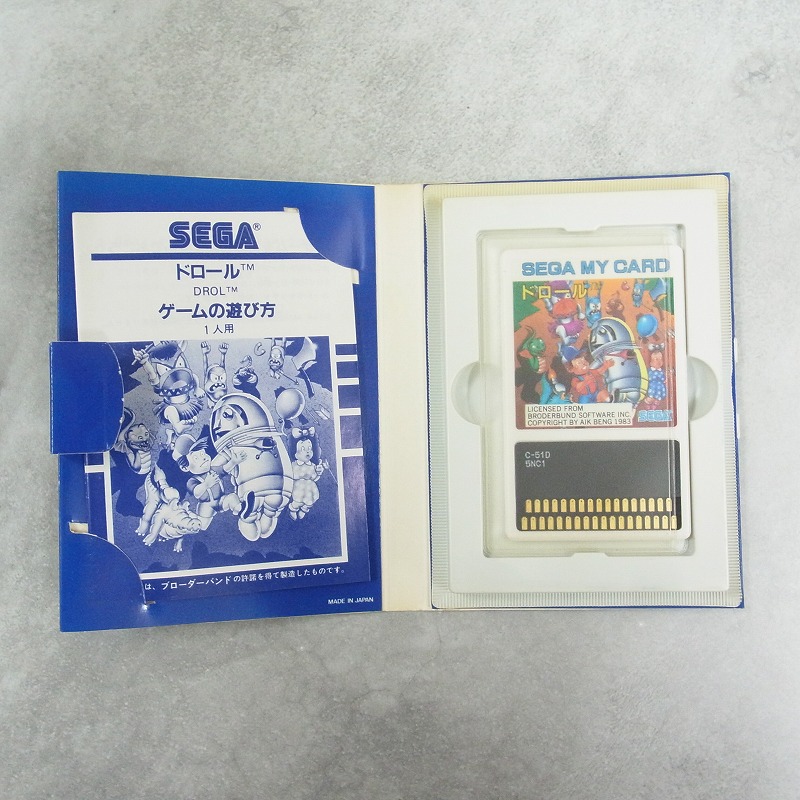 SEGA®
ドロール™
DROL™
ゲームの遊び方
1人用
は、ブローダーバンドの許諾を得て製造したものです。
MADE IN JAPAN
SEGA MY CARD
ドロール™
LICENSED FROM
BRODERBUND SOFTWARE INC.
COPYRIGHT BY AIK BENG 1983
SEGA
C-51D
5NC1